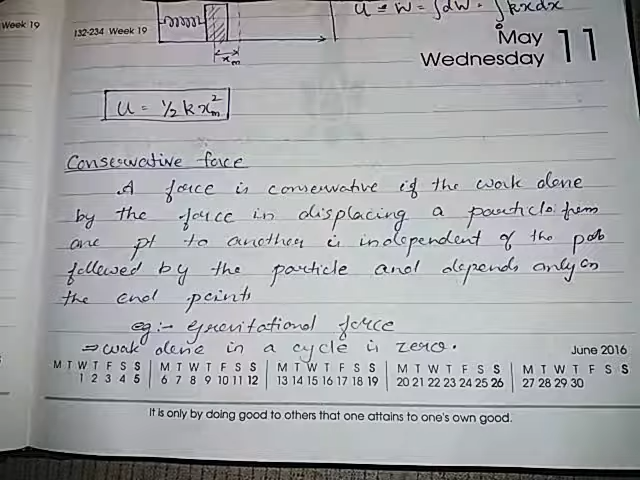 Week 19
132-234 Week 19
U = W = ∫dW = ∫kxdx
0
xm
May
Wednesday 11
U = ½ k xm²
Conservative force
A force is conservative if the work done
by the force in displacing a particle from
one pt to another is independent of the path
followed by the particle and depends only on
the end points
eg:- gravitational force
⇒ work done in a cycle is zero.
June 2016
M T W T F S S M T W T F S S M T W T F S S M T W T F S S M T W T F S S
1 2 3 4 5 6 7 8 9 10 11 12 13 14 15 16 17 18 19 20 21 22 23 24 25 26 27 28 29 30
It is only by doing good to others that one attains to one's own good.